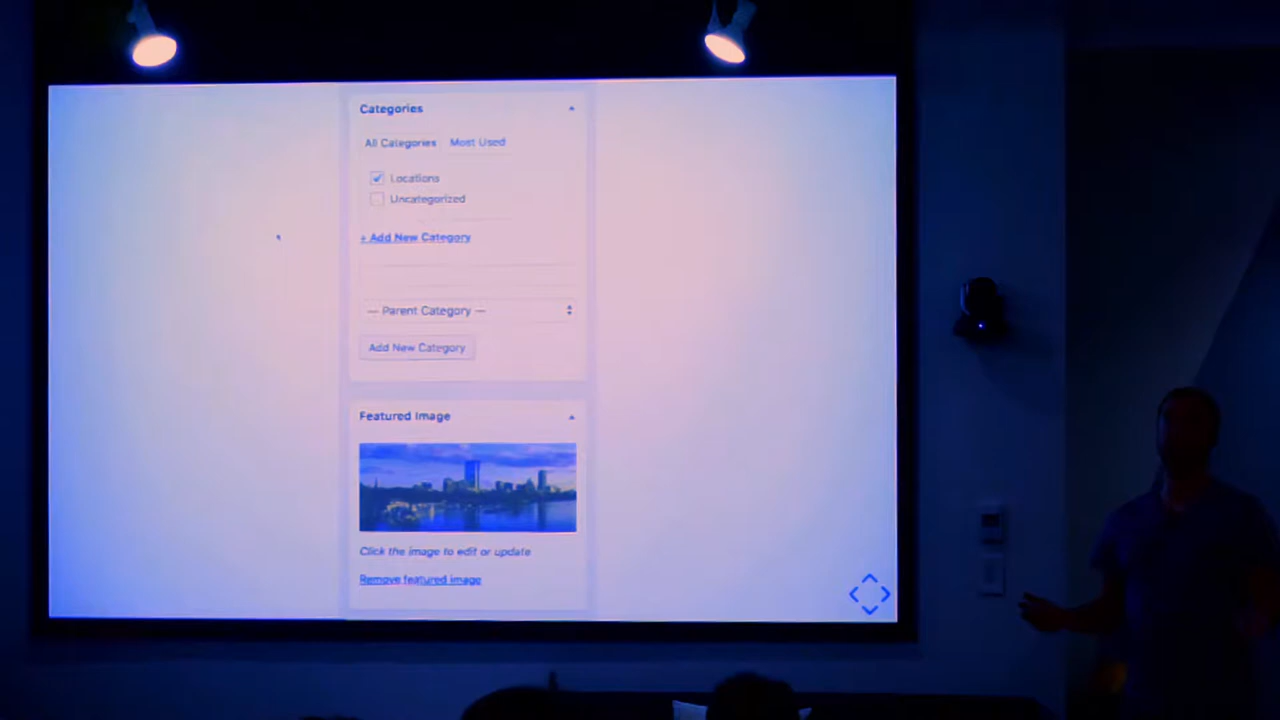 Categories
All Categories Most Used
Locations
Uncategorized
+ Add New Category
— Parent Category —
Add New Category
Featured Image
Click the image to edit or update
Remove featured image